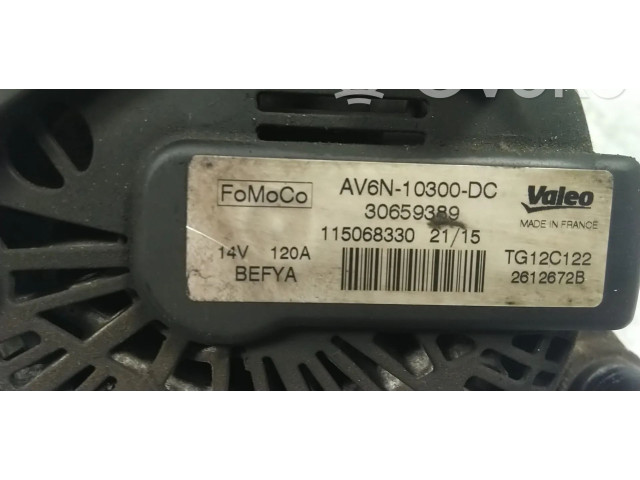 FoMoCo
AV6N-10300-DC
30659389
115068330 21/15
14V 120A
BEFYA
Valeo
MADE IN FRANCE
TG12C122
2612672B